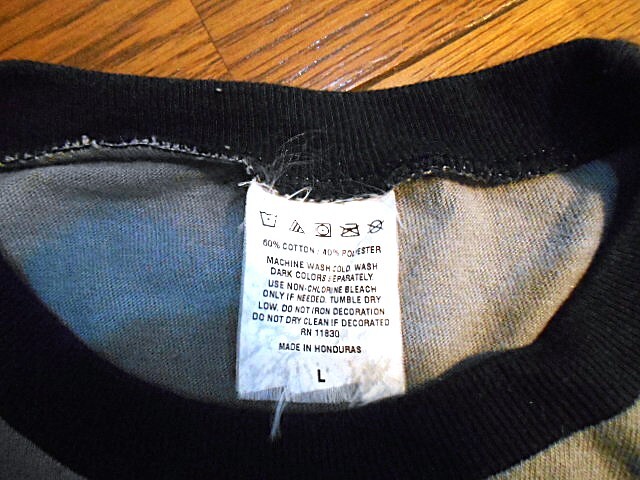 60% COTTON / 40% POLYESTER
MACHINE WASH COLD. WASH
DARK COLORS SEPARATELY.
USE NON-CHLORINE BLEACH
ONLY IF NEEDED. TUMBLE DRY
LOW. DO NOT IRON DECORATION
DO NOT DRY CLEAN IF DECORATED
RN 11830
MADE IN HONDURAS
L